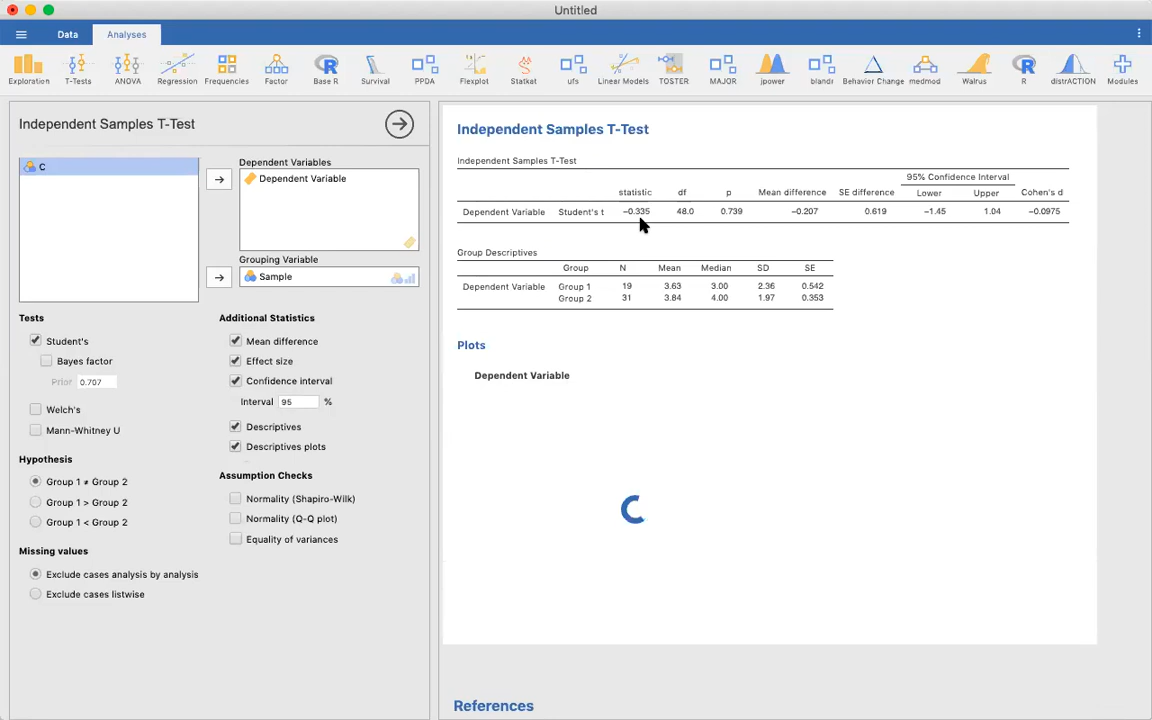 Untitled
Data
Analyses
Exploration
T-Tests
ANOVA
Regression
Frequencies
Factor
Base R
Survival
PPDA
Flexplot
Statkat
ufs
Linear Models
TOSTER
MAJOR
jpower
blandr
Behavior Change
medmod
Walrus
R
distrACTION
Modules
Independent Samples T-Test
C
Dependent Variables
Dependent Variable
Grouping Variable
Sample
Tests
Student's
Bayes factor
Prior 0.707
Welch's
Mann-Whitney U
Hypothesis
Group 1 ≠ Group 2
Group 1 > Group 2
Group 1 < Group 2
Missing values
Exclude cases analysis by analysis
Exclude cases listwise
Additional Statistics
Mean difference
Effect size
Confidence interval
Interval 95 %
Descriptives
Descriptives plots
Assumption Checks
Normality (Shapiro-Wilk)
Normality (Q-Q plot)
Equality of variances
Independent Samples T-Test
Independent Samples T-Test
95% Confidence Interval
statistic df p Mean difference SE difference Lower Upper Cohen's d
Dependent Variable Student's t −0.335 48.0 0.739 −0.207 0.619 −1.45 1.04 −0.0975
Group Descriptives
Group N Mean Median SD SE
Dependent Variable Group 1 19 3.63 3.00 2.36 0.542
Group 2 31 3.84 4.00 1.97 0.353
Plots
Dependent Variable
References